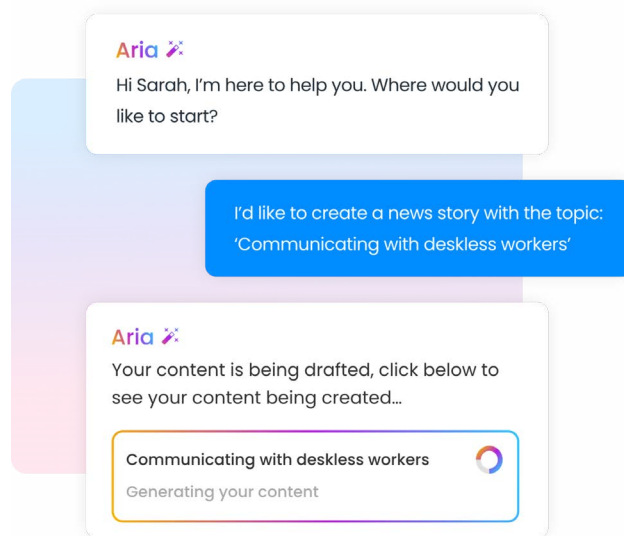 Aria
Hi Sarah, I’m here to help you. Where would you
like to start?
I’d like to create a news story with the topic:
‘Communicating with deskless workers’
Aria
Your content is being drafted, click below to
see your content being created...
Communicating with deskless workers
Generating your content